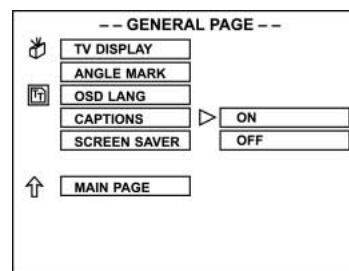 -- GENERAL PAGE --
TV DISPLAY
ANGLE MARK
OSD LANG
CAPTIONS ON
SCREEN SAVER OFF
MAIN PAGE